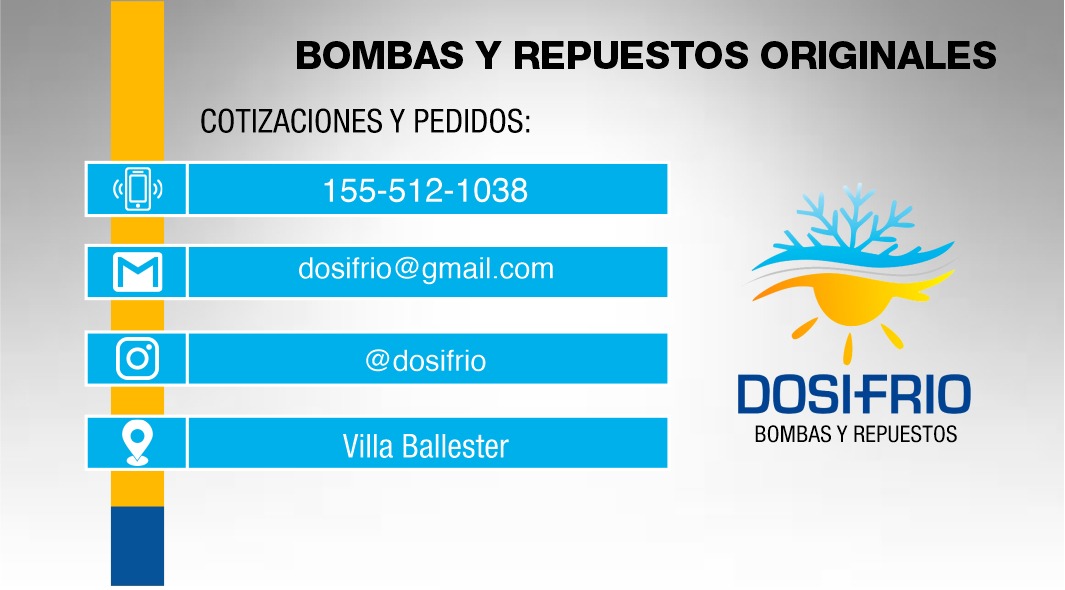 BOMBAS Y REPUESTOS ORIGINALES
COTIZACIONES Y PEDIDOS:
155-512-1038
dosifrio@gmail.com
@dosifrio
Villa Ballester
DOSIFRIO
BOMBAS Y REPUESTOS